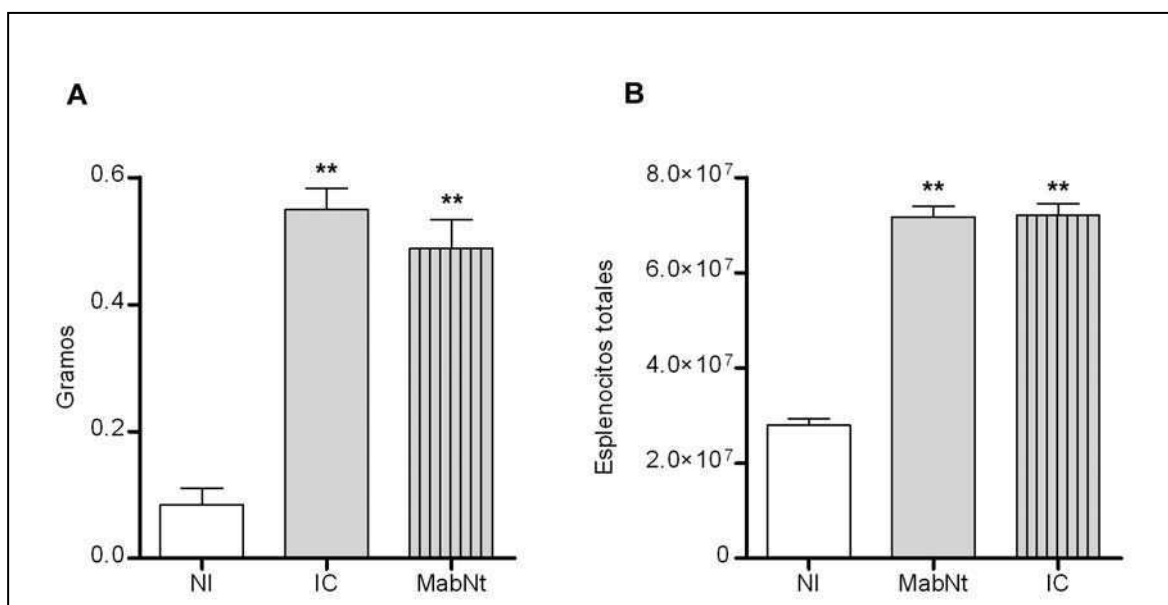 A
Gramos
0.6
0.4
0.2
0.0
**
**
NI
IC
MabNt
B
Esplenocitos totales
8.0×10⁷
6.0×10⁷
4.0×10⁷
2.0×10⁷
0
**
**
NI
MabNt
IC